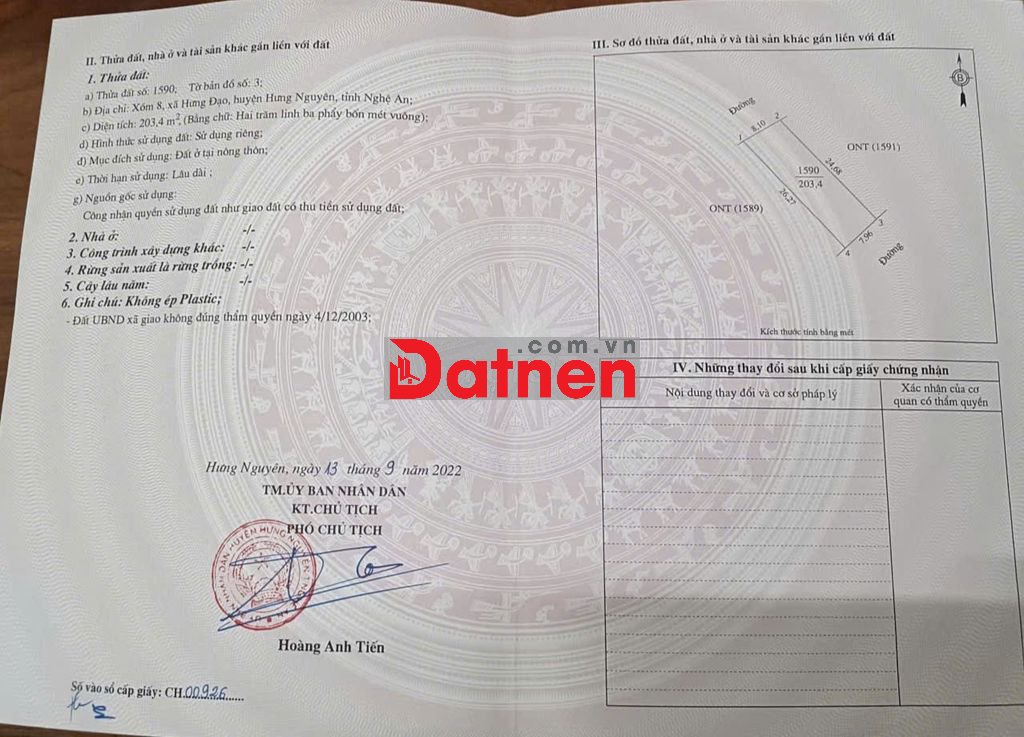 II. Thửa đất, nhà ở và tài sản khác gắn liền với đất
1. Thửa đất:
a) Thửa đất số: 1590; Tờ bản đồ số: 3;
b) Địa chỉ: Xóm 8, xã Hưng Đạo, huyện Hưng Nguyên, tỉnh Nghệ An;
c) Diện tích: 203,4 m², (Bằng chữ: Hai trăm linh ba phẩy bốn mét vuông);
d) Hình thức sử dụng đất: Sử dụng riêng;
đ) Mục đích sử dụng: Đất ở tại nông thôn;
e) Thời hạn sử dụng: Lâu dài ;
g) Nguồn gốc sử dụng:
Công nhận quyền sử dụng đất như giao đất có thu tiền sử dụng đất;
2. Nhà ở: -/-
3. Công trình xây dựng khác: -/-
4. Rừng sản xuất là rừng trồng: -/-
5. Cây lâu năm: -/-
6. Ghi chú: Không ép Plastic;
- Đất UBND xã giao không đúng thẩm quyền ngày 4/12/2003;
Hưng Nguyên, ngày 13 tháng 9 năm 2022
TM.ỦY BAN NHÂN DÂN
KT.CHỦ TỊCH
PHÓ CHỦ TỊCH
Hoàng Anh Tiến
Số vào sổ cấp giấy: CH.00926......
III. Sơ đồ thửa đất, nhà ở và tài sản khác gắn liền với đất
B
Đường
1
8,10
2
ONT (1591)
24,68
1590
203,4
26,27
ONT (1589)
3
7,96
4
Đường
Kích thước tính bằng mét
IV. Những thay đổi sau khi cấp giấy chứng nhận
Nội dung thay đổi và cơ sở pháp lý
Xác nhận của cơ
quan có thẩm quyền
.com.vn
Datnen